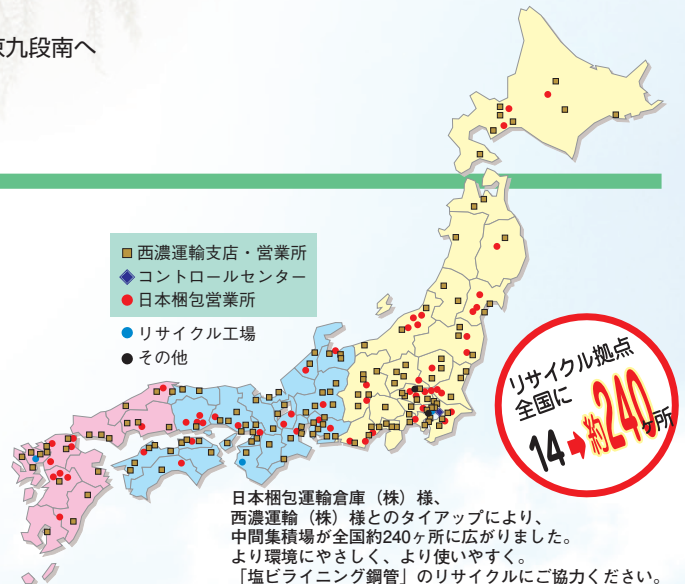 京九段南へ
西濃運輸支店・営業所
コントロールセンター
日本梱包営業所
リサイクル工場
その他
リサイクル拠点
全国に
14➡約240ヶ所
日本梱包運輸倉庫（株）様、
西濃運輸（株）様とのタイアップにより、
中間集積場が全国約240ヶ所に広がりました。
より環境にやさしく、より使いやすく。
「塩ビライニング鋼管」のリサイクルにご協力ください。